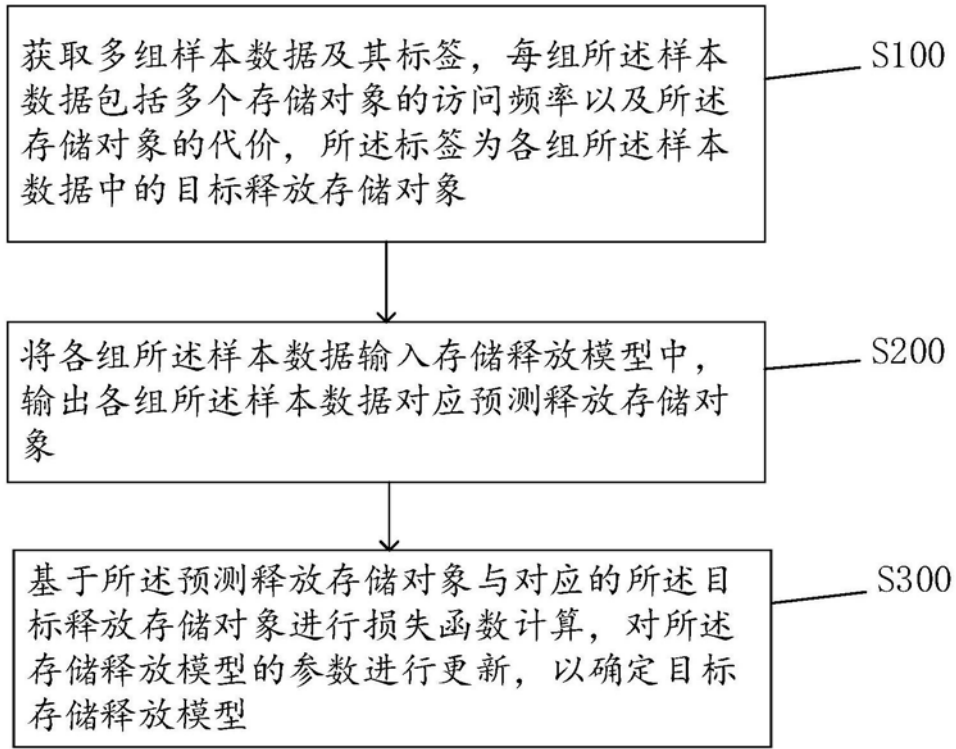 获取多组样本数据及其标签，每组所述样本
数据包括多个存储对象的访问频率以及所述
存储对象的代价，所述标签为各组所述样本
数据中的目标释放存储对象
S100
将各组所述样本数据输入存储释放模型中，
输出各组所述样本数据对应预测释放存储对
象
S200
基于所述预测释放存储对象与对应的所述目
标释放存储对象进行损失函数计算，对所述
存储释放模型的参数进行更新，以确定目标
存储释放模型
S300